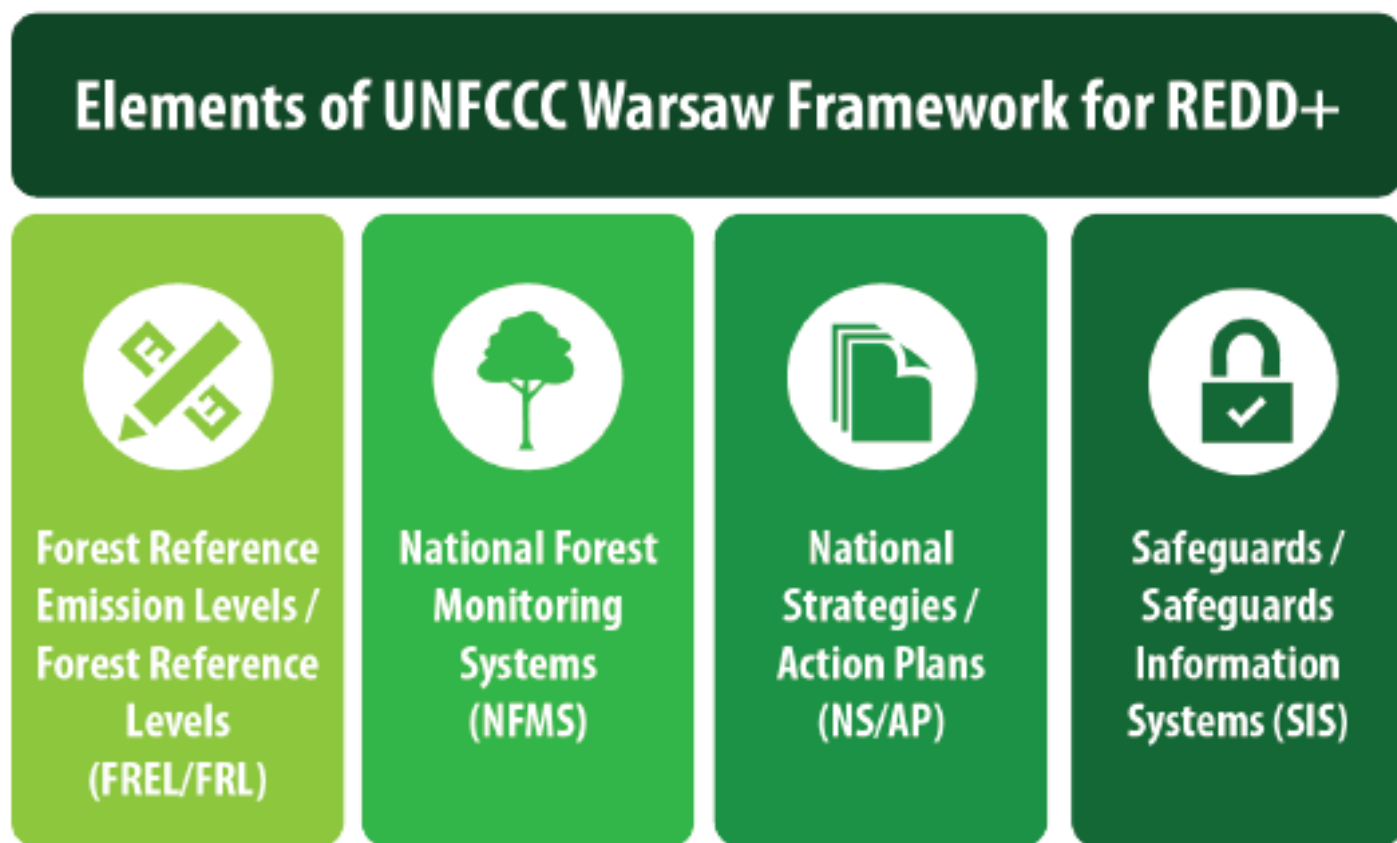 Elements of UNFCCC Warsaw Framework for REDD+
Forest Reference
Emission Levels /
Forest Reference
Levels
(FREL/FRL)
National Forest
Monitoring
Systems
(NFMS)
National
Strategies /
Action Plans
(NS/AP)
Safeguards /
Safeguards
Information
Systems (SIS)